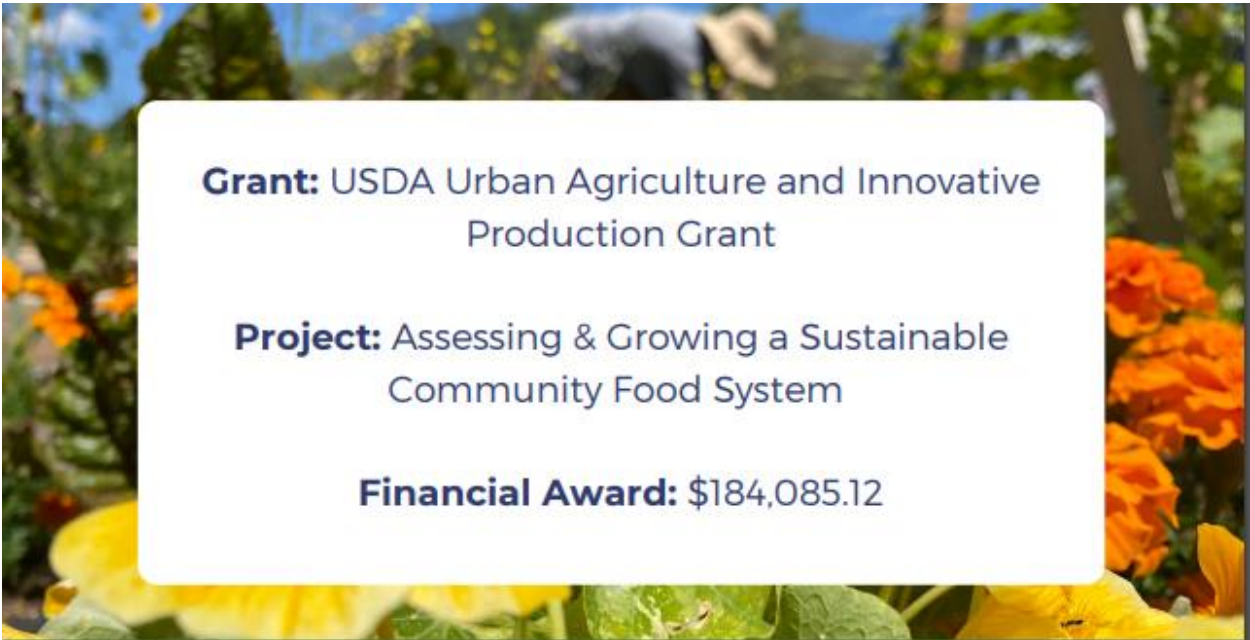 Grant: USDA Urban Agriculture and Innovative
Production Grant
Project: Assessing & Growing a Sustainable
Community Food System
Financial Award: $184,085.12